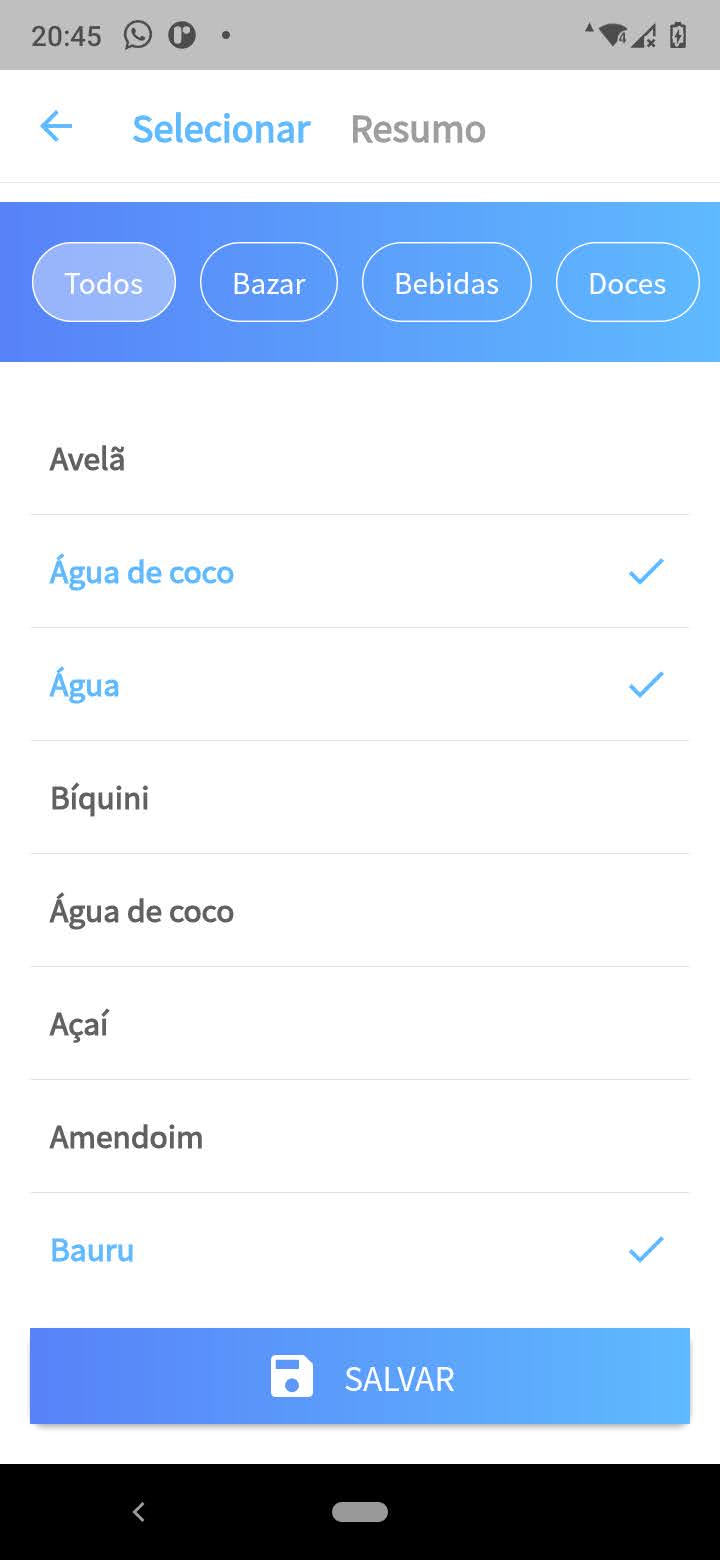 20:45
Selecionar Resumo
Todos Bazar Bebidas Doces
Avelã
Água de coco
Água
Bíquini
Água de coco
Açaí
Amendoim
Bauru
SALVAR